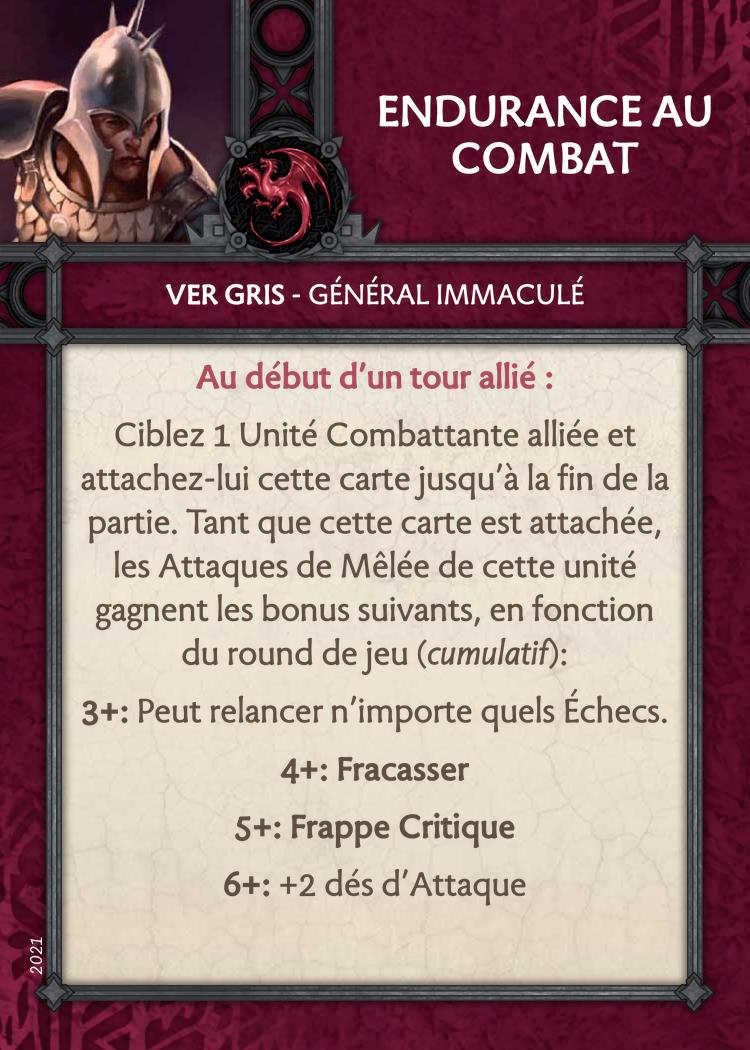 ENDURANCE AU
COMBAT
VER GRIS - GÉNÉRAL IMMACULÉ
Au début d'un tour allié :
Ciblez 1 Unité Combattante alliée et
attachez-lui cette carte jusqu'à la fin de la
partie. Tant que cette carte est attachée,
les Attaques de Mêlée de cette unité
gagnent les bonus suivants, en fonction
du round de jeu (cumulatif):
3+: Peut relancer n'importe quels Échecs.
4+: Fracasser
5+: Frappe Critique
6+: +2 dés d'Attaque
2021